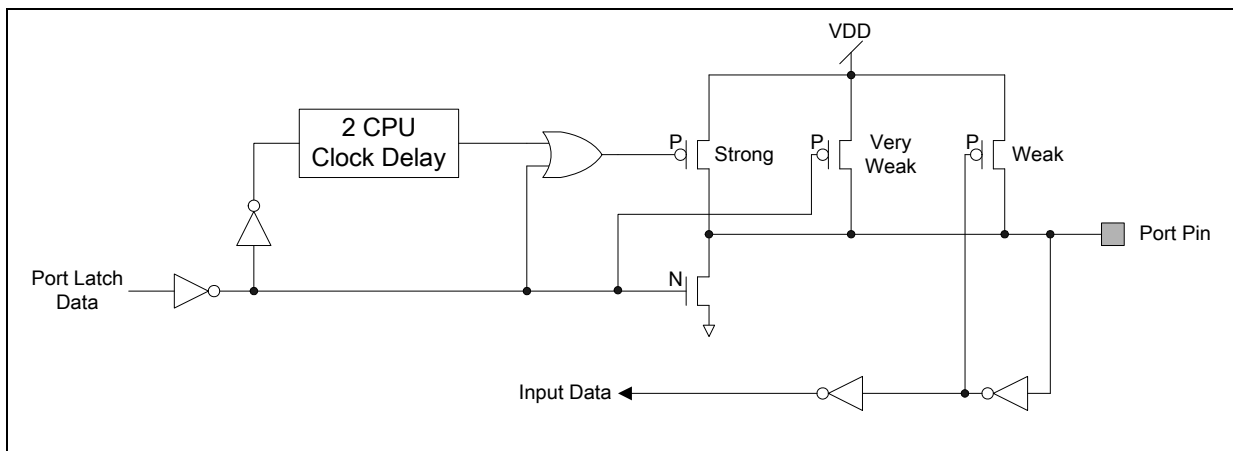 VDD
2 CPU
Clock Delay
P
Strong
P
Very
Weak
P
Weak
Port Pin
Port Latch
Data
N
Input Data